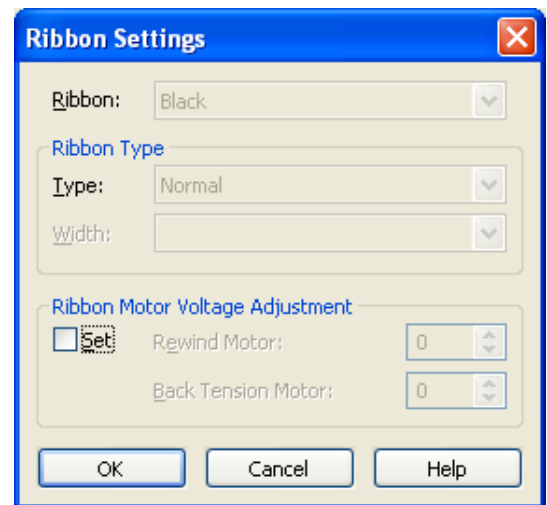 Ribbon Settings
Ribbon: Black
Ribbon Type
Type: Normal
Width:
Ribbon Motor Voltage Adjustment
Set Rewind Motor: 0
Back Tension Motor: 0
OK Cancel Help